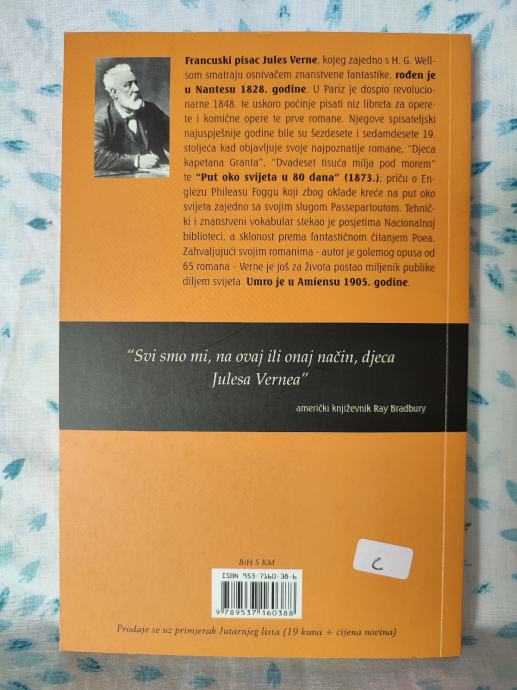 Francuski pisac Jules Verne, kojeg zajedno s H. G. Well-
som smatraju osnivačem znanstvene fantastike, rođen je
u Nantesu 1828. godine. U Pariz je dospio revolucio-
narne 1848. te uskoro počinje pisati niz libreta za opere-
te i komične opere te prve romane. Njegove spisateljski
najuspješnije godine bile su šezdesete i sedamdesete 19.
stoljeća kad objavljuje svoje najpoznatije romane, "Djeca
kapetana Granta", "Dvadeset tisuća milja pod morem"
te "Put oko svijeta u 80 dana" (1873.); priču o En-
glezu Phileasu Foggu koji zbog oklade kreće na put oko
svijeta zajedno sa svojim slugom Passepartoutom. Tehnič-
ki i znanstveni vokabular stekao je posjetima Nacionalnoj
biblioteci, a sklonost prema fantastičnom čitanjem Poea.
Zahvaljujući svojim romanima - autor je golemog opusa od
65 romana - Verne je još za života postao miljenik publike
diljem svijeta. Umro je u Amiensu 1905. godine.
"Svi smo mi, na ovaj ili onaj način, djeca
Julesa Vernea"
američki književnik Ray Bradbury
BiH 5 KM
ISBN 953-7160-38-6
9 789537 160388
Prodaje se uz primjerak Jutarnjeg lista (19 kuna + cijena novina)